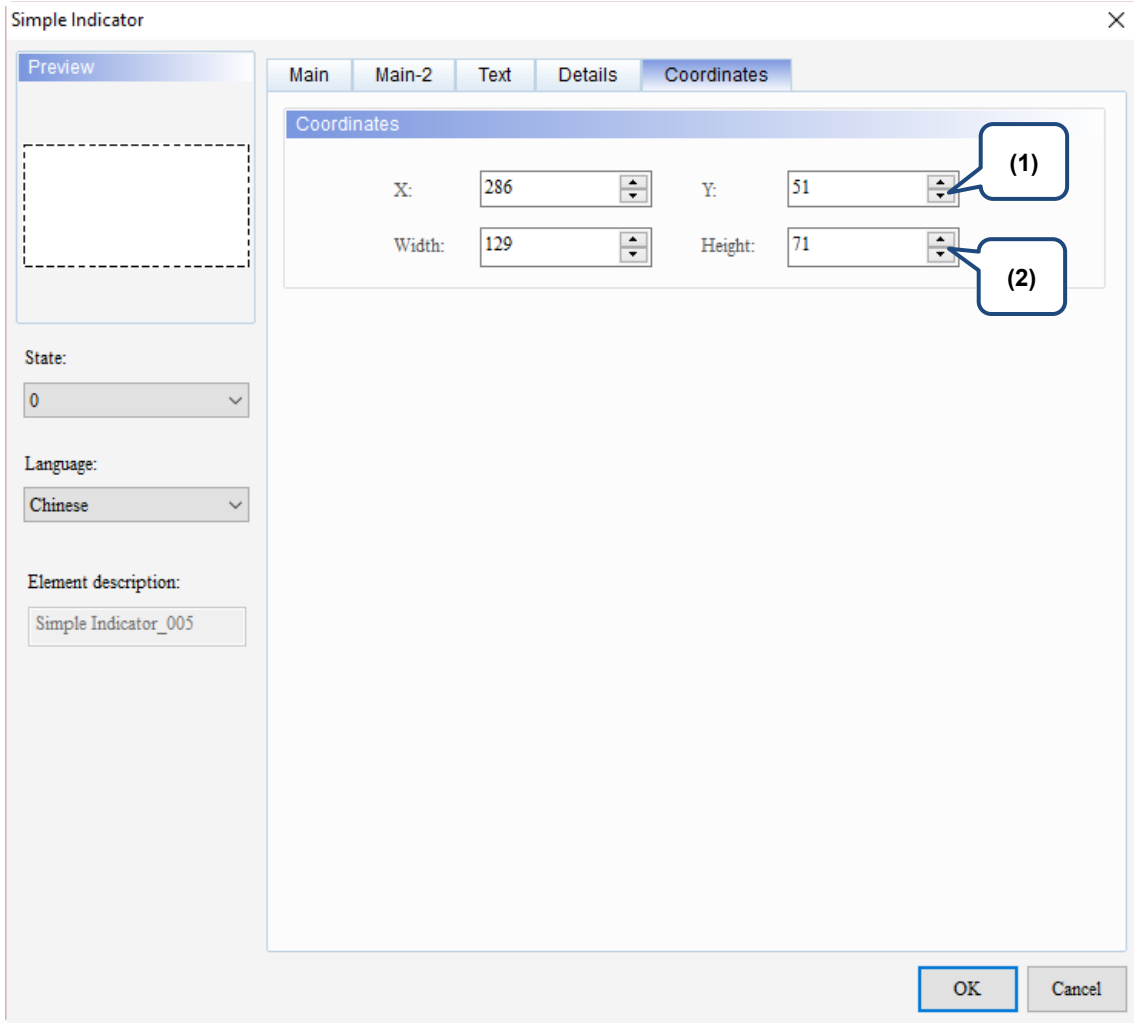 Simple Indicator
Preview
Main Main-2 Text Details Coordinates
Coordinates
(1)
X: 286 Y: 51
Width: 129 Height: 71
(2)
State:
0
Language:
Chinese
Element description:
Simple Indicator_005
OK Cancel